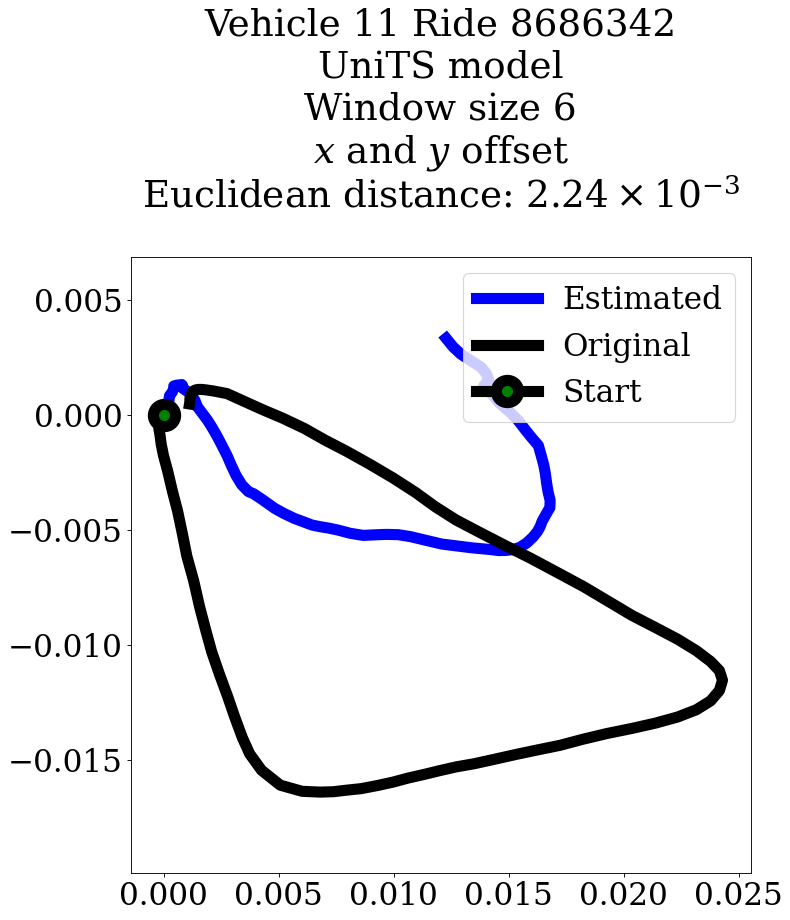 Vehicle 11 Ride 8686342
UniTS model
Window size 6
x and y offset
Euclidean distance: 2.24 × 10⁻³
Estimated
Original
Start
0.005
0.000
−0.005
−0.010
−0.015
0.000 0.005 0.010 0.015 0.020 0.025